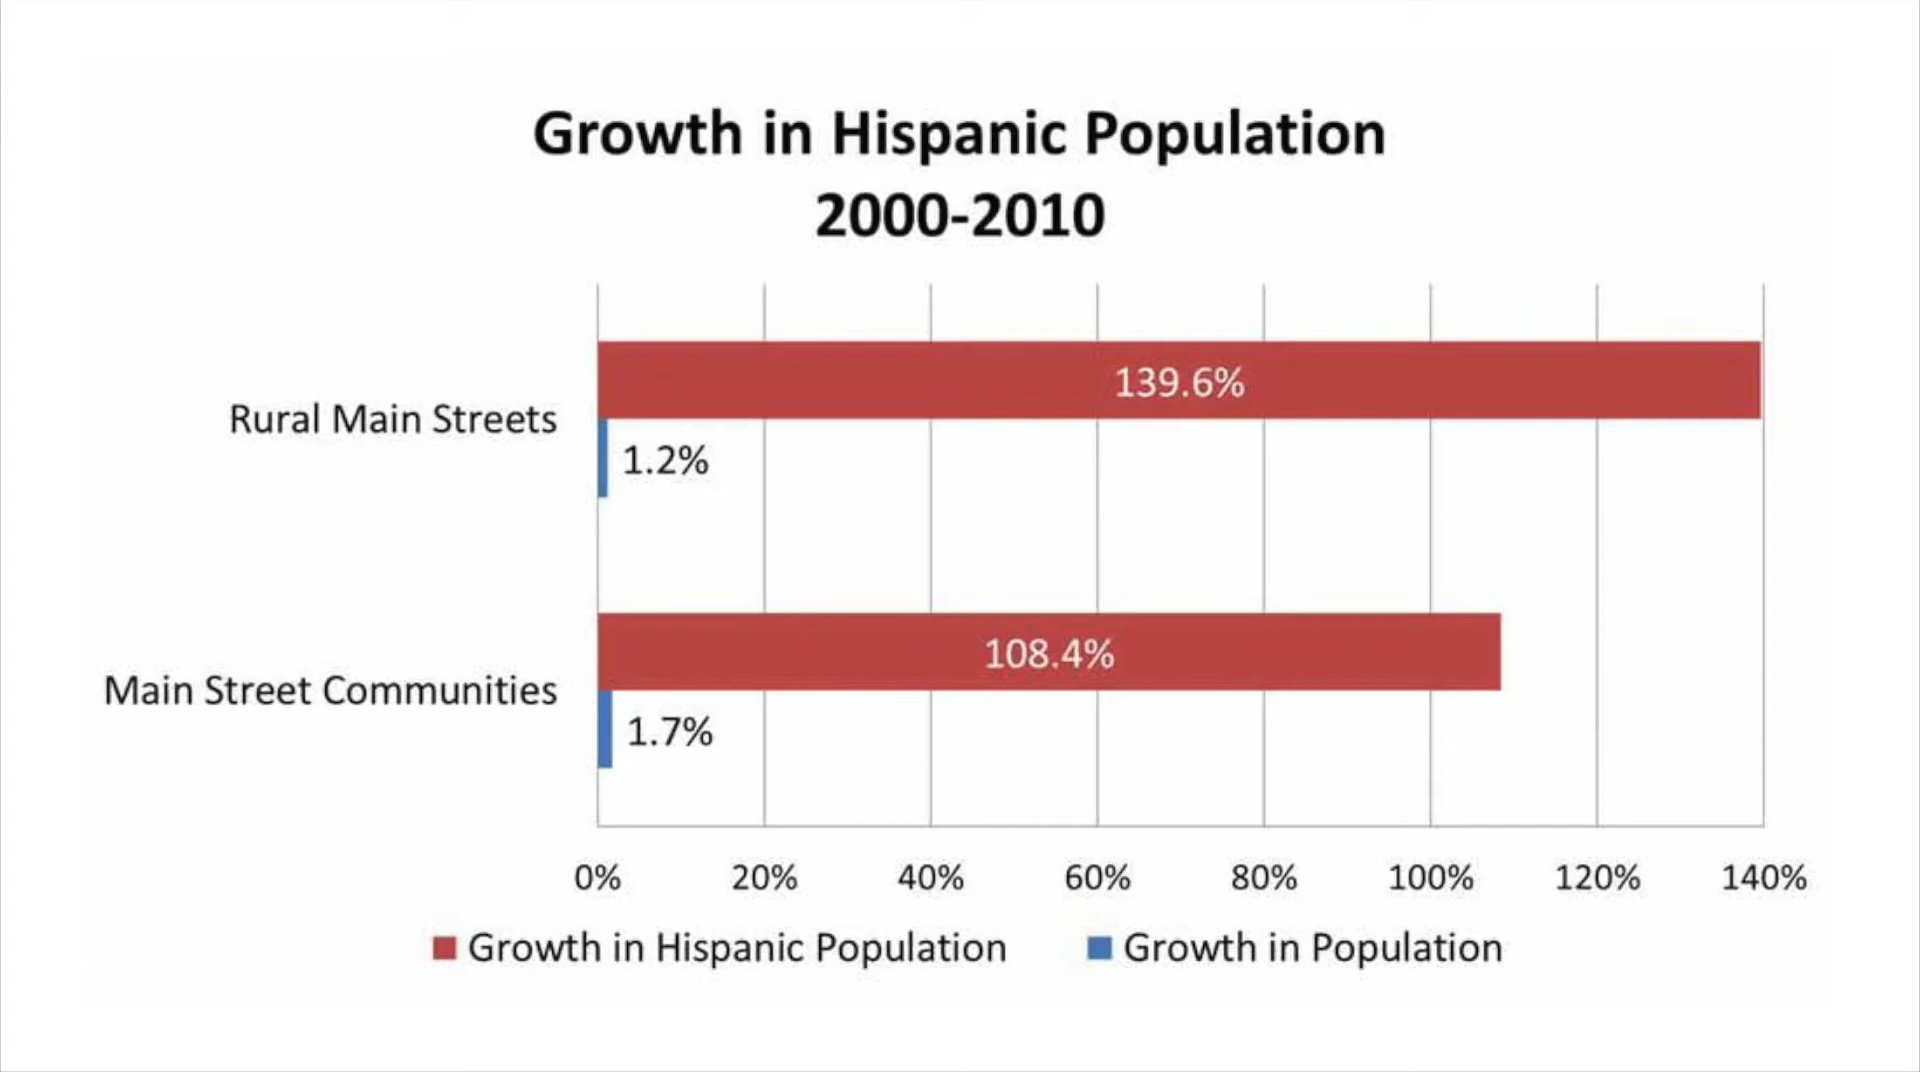 Growth in Hispanic Population
2000-2010
Rural Main Streets
139.6%
1.2%
Main Street Communities
108.4%
1.7%
0% 20% 40% 60% 80% 100% 120% 140%
Growth in Hispanic Population Growth in Population